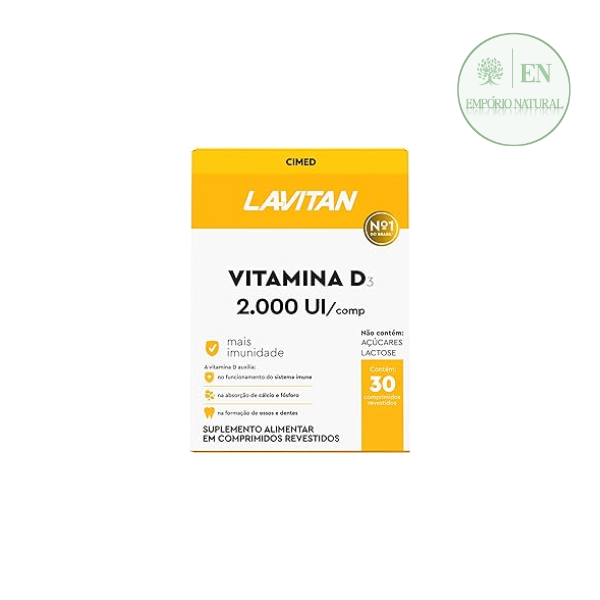 EN
EMPÓRIO NATURAL
CIMED
LAVITAN
Nº1
DO BRASIL
VITAMINA D3
2.000 UI/comp
mais
imunidade
Não contém:
AÇÚCARES
LACTOSE
A vitamina D auxilia:
no funcionamento do sistema imune
na absorção de cálcio e fósforo
na formação de ossos e dentes
Contém:
30
comprimidos
revestidos
SUPLEMENTO ALIMENTAR
EM COMPRIMIDOS REVESTIDOS